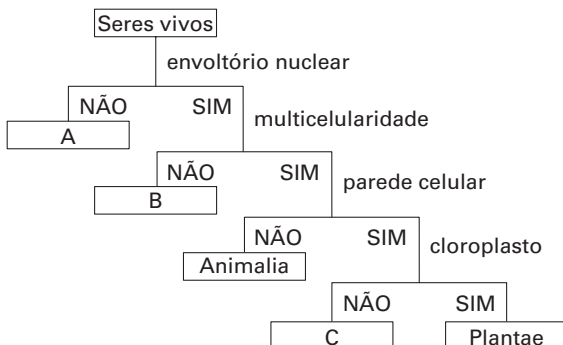 Seres vivos
envoltório nuclear
NÃO SIM
A
multicelularidade
NÃO SIM
B
parede celular
NÃO SIM
Animalia
cloroplasto
NÃO SIM
C Plantae